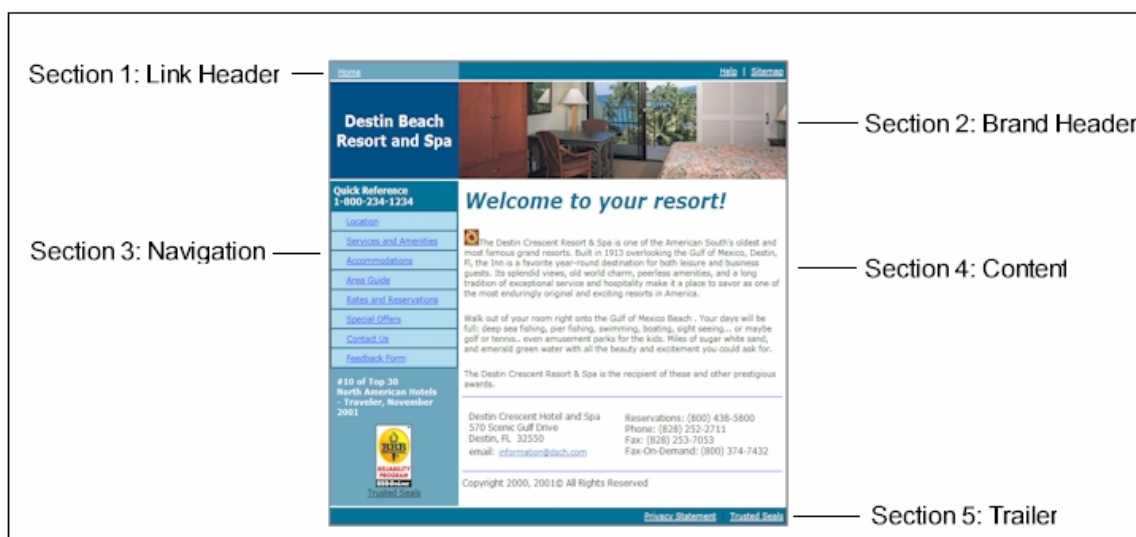 Section 1: Link Header
Home
Help | Sitemap
Destin Beach
Resort and Spa
Section 2: Brand Header
Quick Reference
1-800-234-1234
Location
Services and Amenities
Accommodations
Area Guide
Rates and Reservations
Special Offers
Contact Us
Feedback Form
Section 3: Navigation
#10 of Top 30
North American Hotels
- Traveler, November
2001
BBB
RELIABILITY
PROGRAM
Trusted Seals
Welcome to your resort!
The Destin Crescent Resort & Spa is one of the American South's oldest and
most famous grand resorts. Built in 1913 overlooking the Gulf of Mexico, Destin,
Fl, the Inn is a favorite year-round destination for both leisure and business
guests. Its splendid views, old world charm, peerless amenities, and a long
tradition of exceptional service and hospitality make it a place to savor as one of
the most enduringly original and exciting resorts in America.
Section 4: Content
Walk out of your room right onto the Gulf of Mexico Beach . Your days will be
full: deep sea fishing, pier fishing, swimming, boating, sight seeing... or maybe
golf or tennis.. even amusement parks for the kids. Miles of sugar white sand,
and emerald green water with all the beauty and excitement you could ask for.
The Destin Crescent Resort & Spa is the recipient of these and other prestigious
awards.
Destin Crescent Hotel and Spa
570 Scenic Gulf Drive
Destin, FL 32550
email: information@dsch.com
Reservations: (800) 438-5800
Phone: (828) 252-2711
Fax: (828) 253-7053
Fax-On-Demand: (800) 374-7432
Copyright 2000, 2001© All Rights Reserved
Privacy Statement | Trusted Seals
Section 5: Trailer